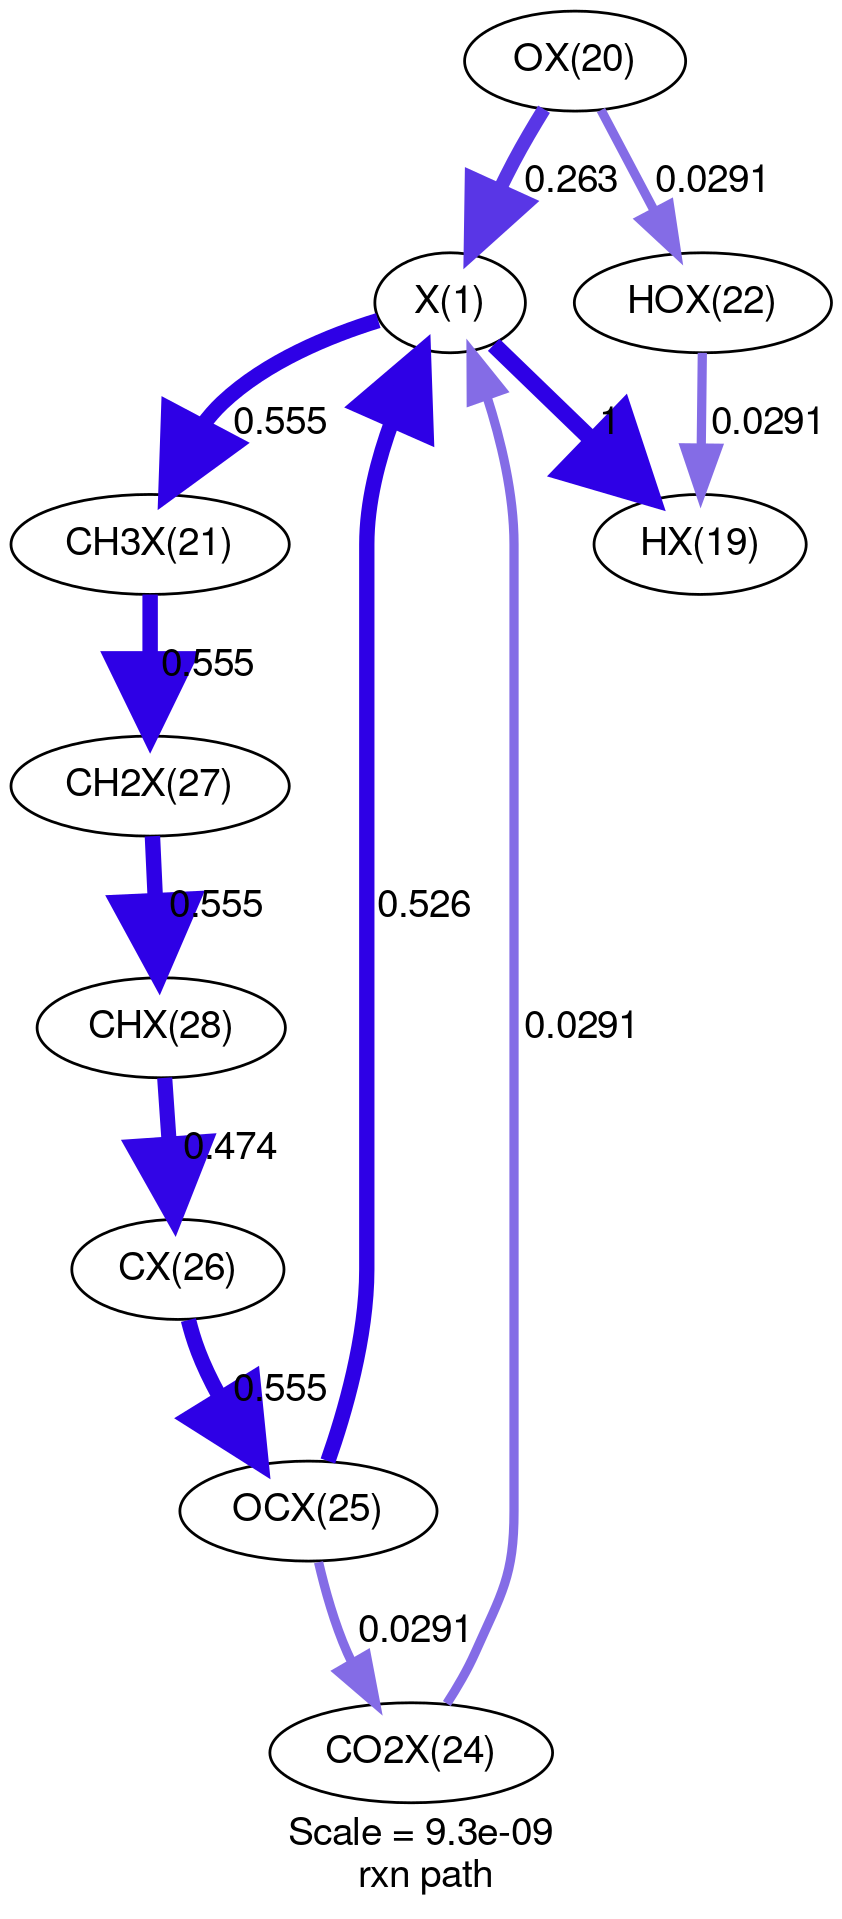 OX(20)
0.263
0.0291
X(1)
HOX(22)
0.555
1
0.0291
CH3X(21)
HX(19)
0.555
CH2X(27)
0.555
0.526
CHX(28)
0.0291
0.474
CX(26)
0.555
OCX(25)
0.0291
CO2X(24)
Scale = 9.3e-09
rxn path